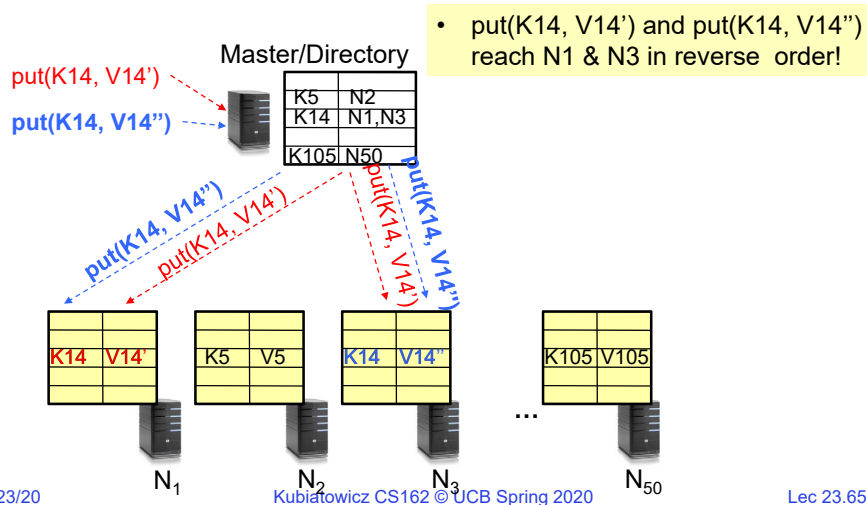 • put(K14, V14’) and put(K14, V14”)
reach N1 & N3 in reverse order!
Master/Directory
put(K14, V14’)
put(K14, V14”)
K5 N2
K14 N1,N3
K105 N50
put(K14, V14”)
put(K14, V14’)
put(K14, V14’)
put(K14, V14”)
K14 V14’
K5 V5
K14 V14”
K105 V105
...
N1
N2
N3
N50
23/20
Kubiatowicz CS162 © UCB Spring 2020
Lec 23.65